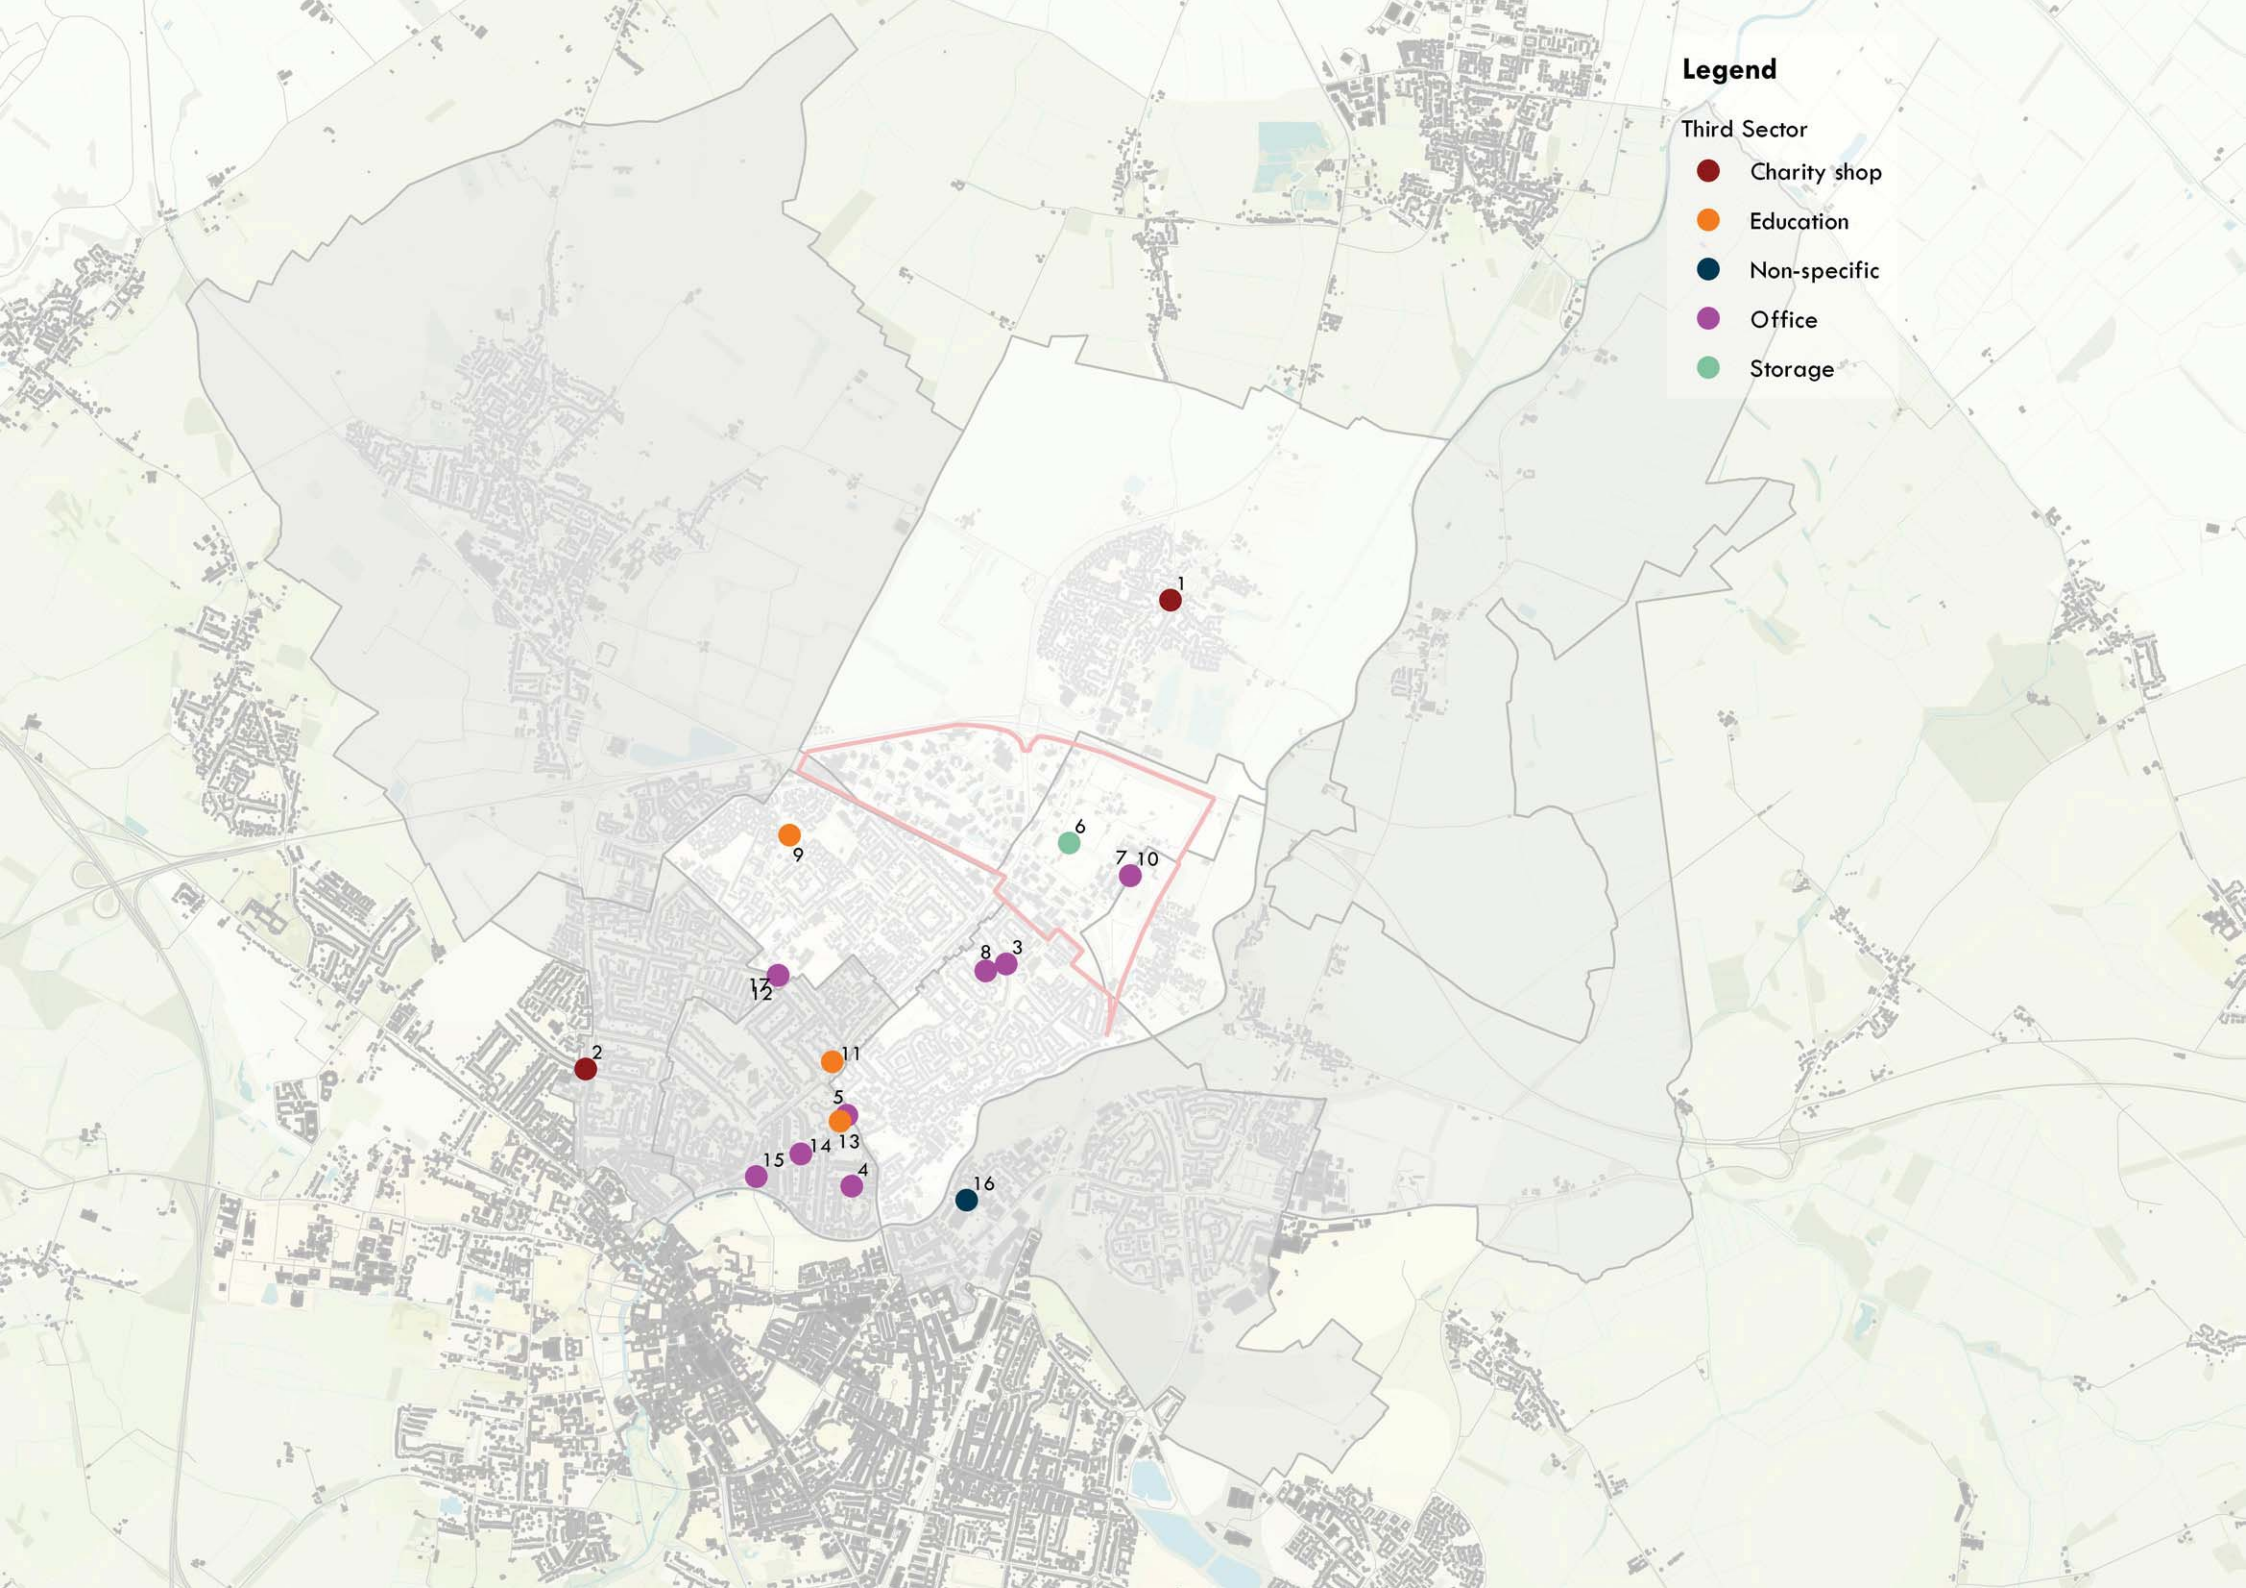 Legend
Third Sector
Charity shop
Education
Non-specific
Office
Storage
1
6
9
7 10
8 3
17
12
2
11
5
13
14
15
4
16